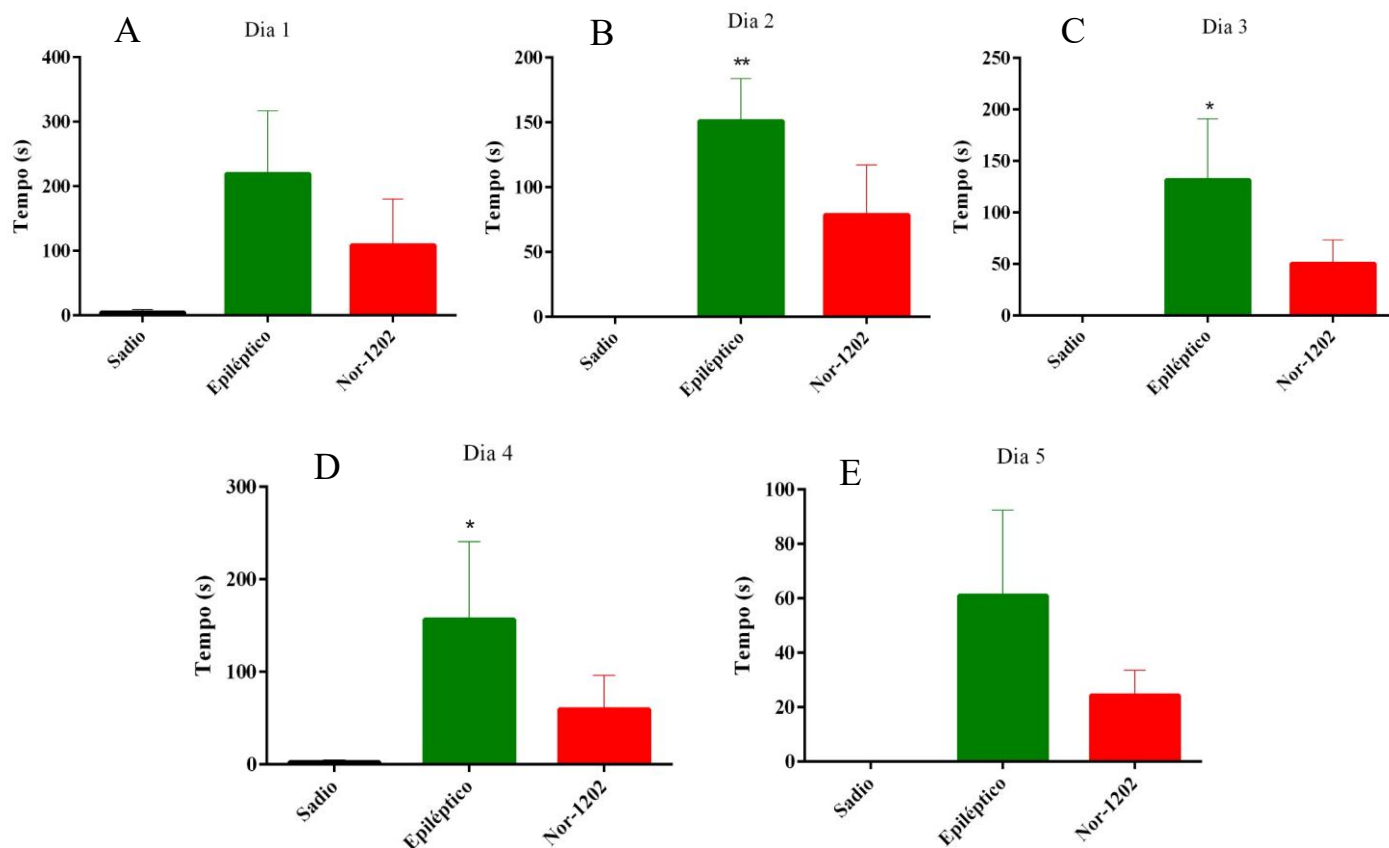 A
Dia 1
Tempo (s)
400
300
200
100
0
Sadio
Epiléptico
Nor-1202
B
Dia 2
Tempo (s)
200
150
100
50
0
**
Sadio
Epiléptico
Nor-1202
C
Dia 3
Tempo (s)
250
200
150
100
50
0
*
Sadio
Epiléptico
Nor-1202
D
Dia 4
Tempo (s)
300
200
100
0
*
Sadio
Epiléptico
Nor-1202
E
Dia 5
Tempo (s)
100
80
60
40
20
0
Sadio
Epiléptico
Nor-1202